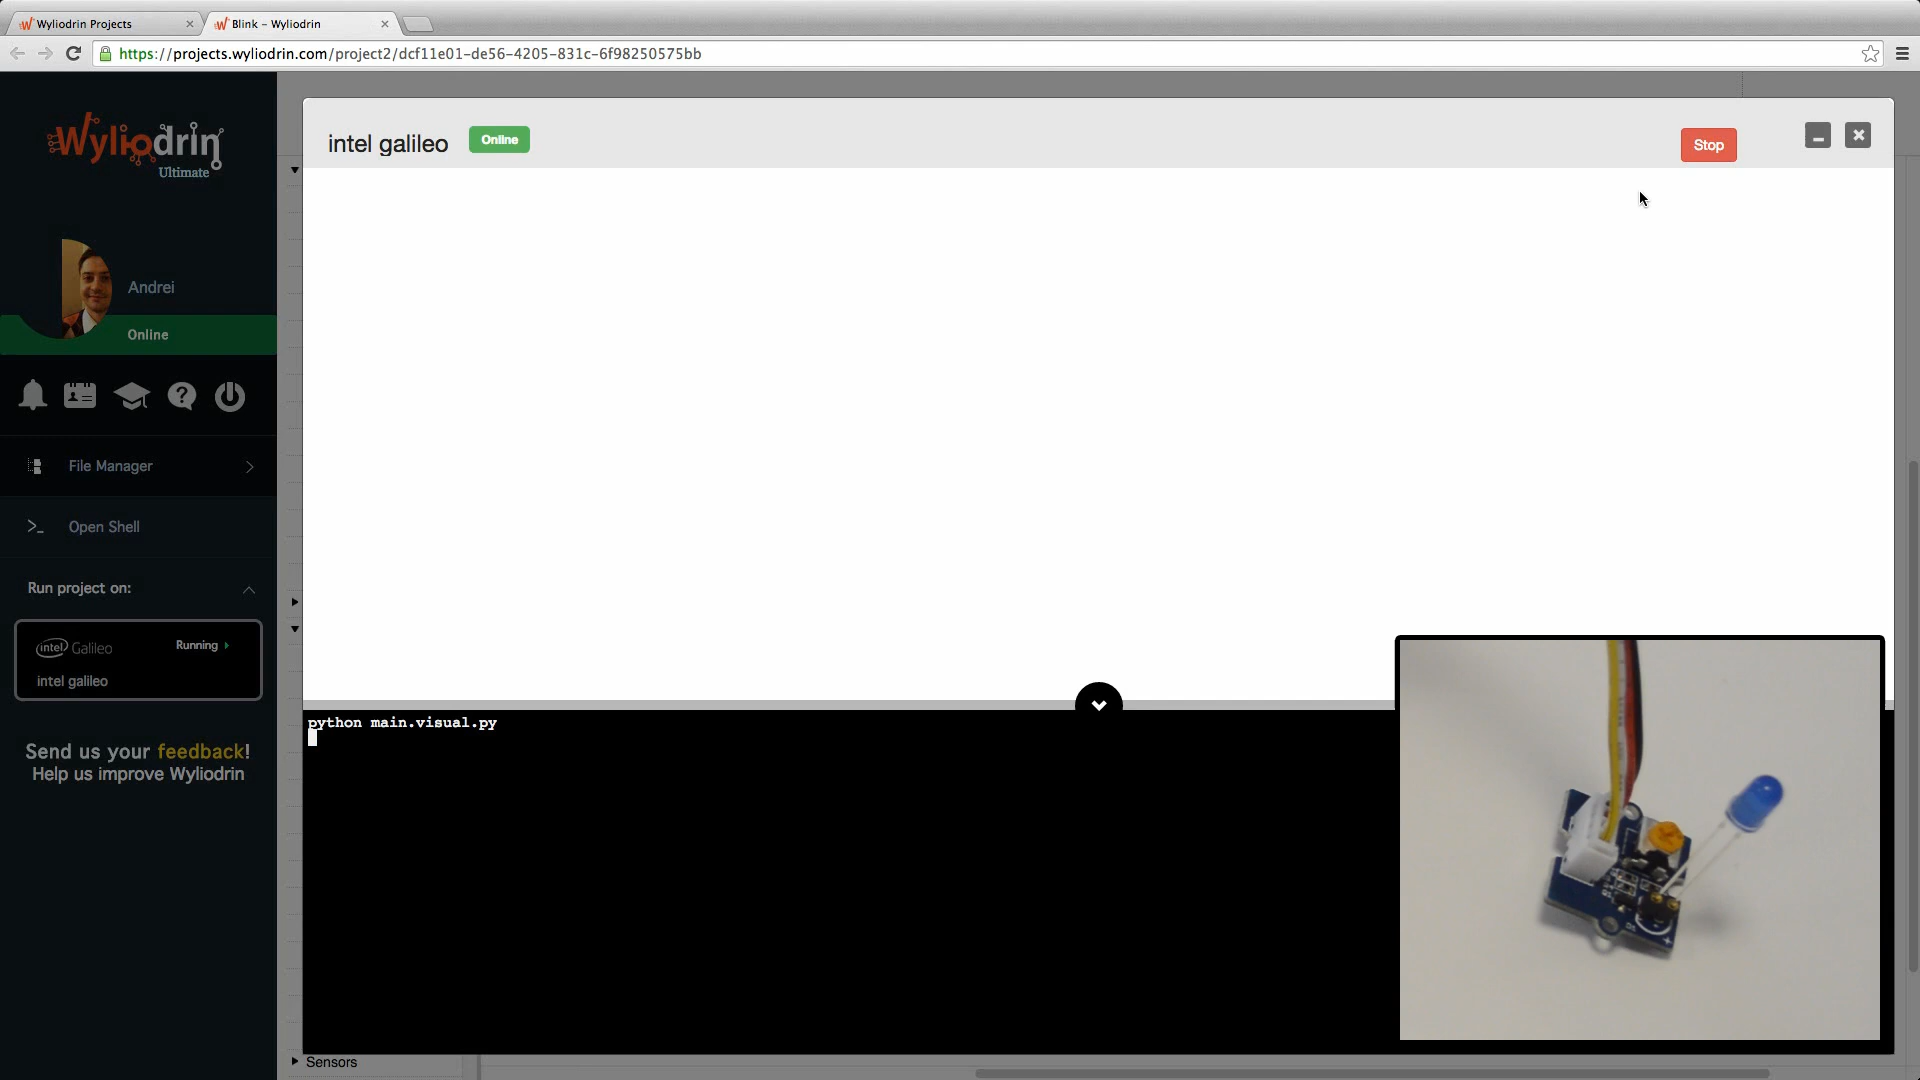 Wyliodrin Projects
Blink – Wyliodrin
https://projects.wyliodrin.com/project2/dcf11e01-de56-4205-831c-6f98250575bb
Wyliodrin
Ultimate
Andrei
Online
File Manager
Open Shell
Run project on:
intel Galileo
Running
intel galileo
Send us your feedback!
Help us improve Wyliodrin
intel galileo
Online
Stop
python main.visual.py
Sensors